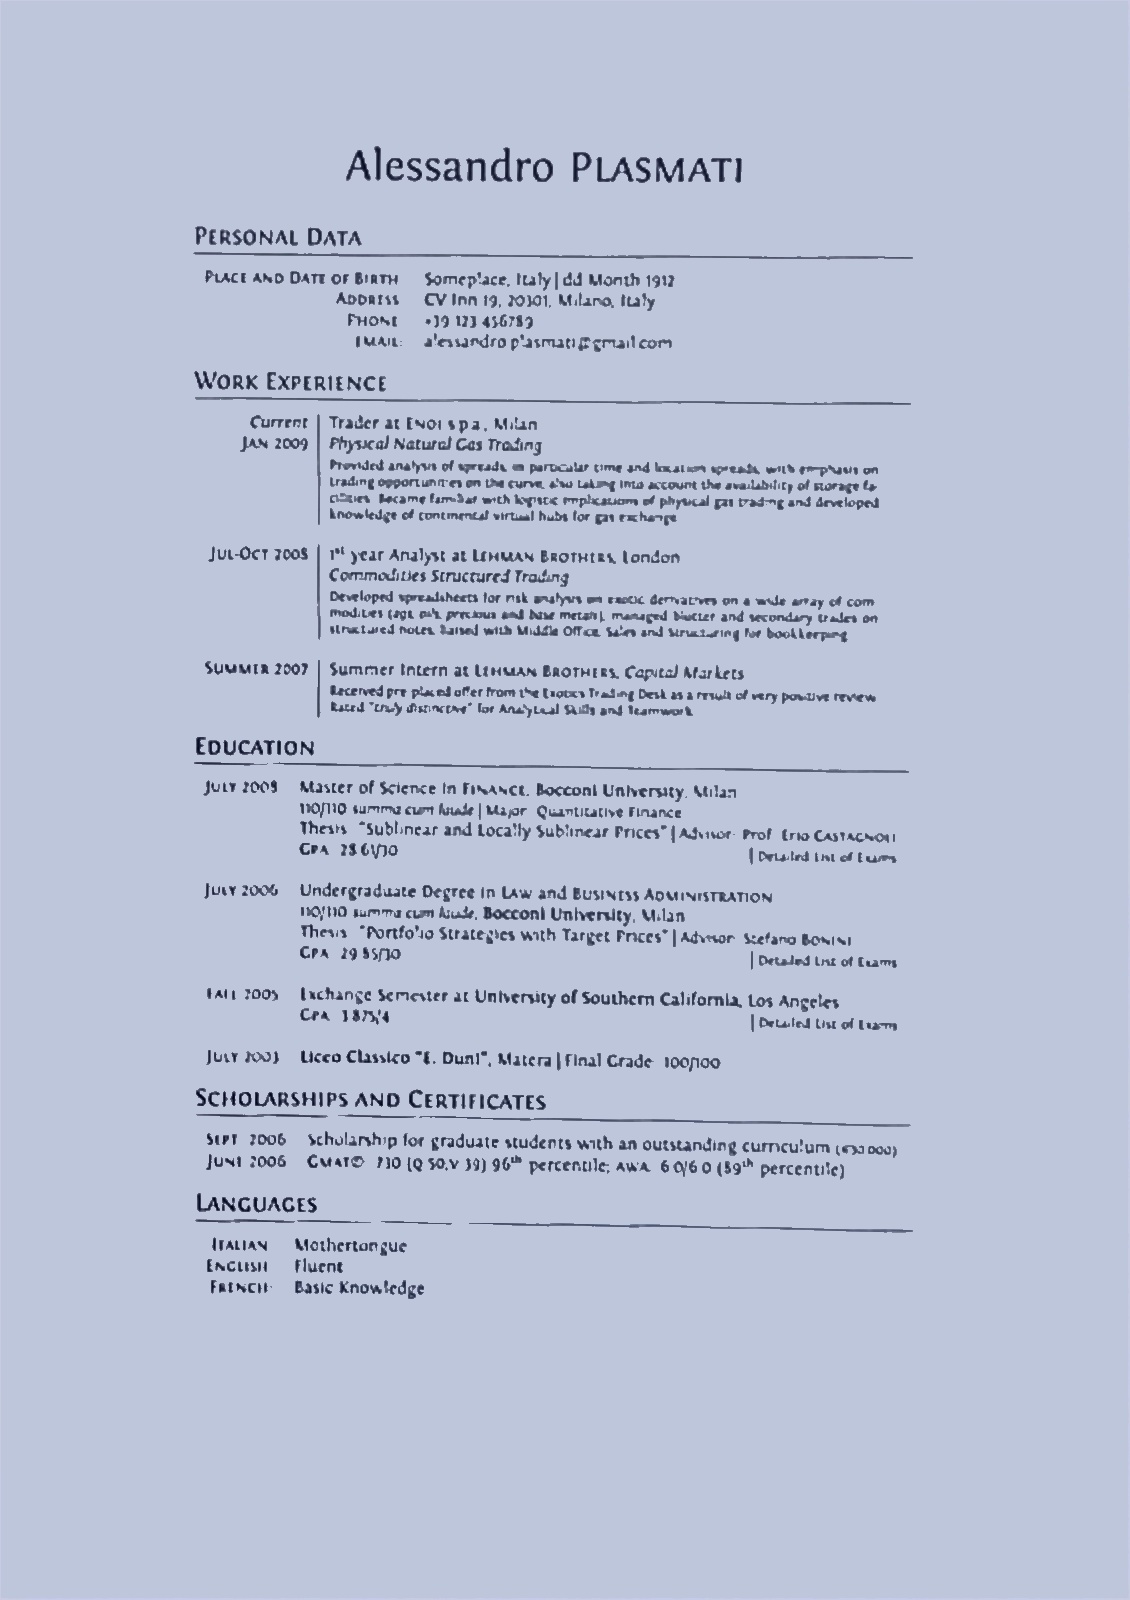 Alessandro PLASMATI
PERSONAL DATA
PLACE AND DATE OF BIRTH Someplace, Italy | dd Month 1912
ADDRESS CV Inn 19, 20301, Milano, Italy
PHONE +39 123 456789
EMAIL: alessandro.plasmati@gmail.com
WORK EXPERIENCE
Current Trader at ENOI s.p.a., Milan
JAN 2009 Physical Natural Gas Trading
Provided analysis of spreads, in particular time and location spreads, with emphasis on
trading opportunities on the curve, also taking into account the availability of storage fa-
cilities. Became familiar with logistic implications of physical gas trading and developed
knowledge of continental virtual hubs for gas exchange
JUL-OCT 2008 1st year Analyst at LEHMAN BROTHERS, London
Commodities Structured Trading
Developed spreadsheets for risk analysis on exotic derivatives on a wide array of com
modities (agr, oils, precious and base metals), managed blotter and secondary trades on
structured notes, liaised with Middle Office, Sales and Structuring for bookkeeping
SUMMER 2007 Summer Intern at LEHMAN BROTHERS, Capital Markets
Received pre placed offer from the Exotics Trading Desk as a result of very positive review
Rated "truly distinctive" for Analytical Skills and Teamwork
EDUCATION
JULY 2008 Master of Science in FINANCE, Bocconi University, Milan
110/110 summa cum laude | Major Quantitative Finance
Thesis "Sublinear and Locally Sublinear Prices" | Advisor Prof Erio CASTAGNOLI
GPA 28.61/30 | Detailed List of Exams
JULY 2006 Undergraduate Degree in LAW and BUSINESS ADMINISTRATION
110/110 summa cum laude, Bocconi University, Milan
Thesis "Portfolio Strategies with Target Prices" | Advisor Stefano BONINI
GPA 29.85/30 | Detailed List of Exams
FALL 2005 Exchange Semester at University of Southern California, Los Angeles
GPA 3.875/4 | Detailed List of Exams
JULY 2003 Liceo Classico "E. Duni", Matera | Final Grade 100/100
SCHOLARSHIPS AND CERTIFICATES
SEPT 2006 Scholarship for graduate students with an outstanding curriculum (€30000)
JUNE 2006 GMAT© 730 (Q 50,V 39) 96th percentile; AWA 6.0/6.0 (89th percentile)
LANGUAGES
ITALIAN Mothertongue
ENGLISH Fluent
FRENCH Basic Knowledge